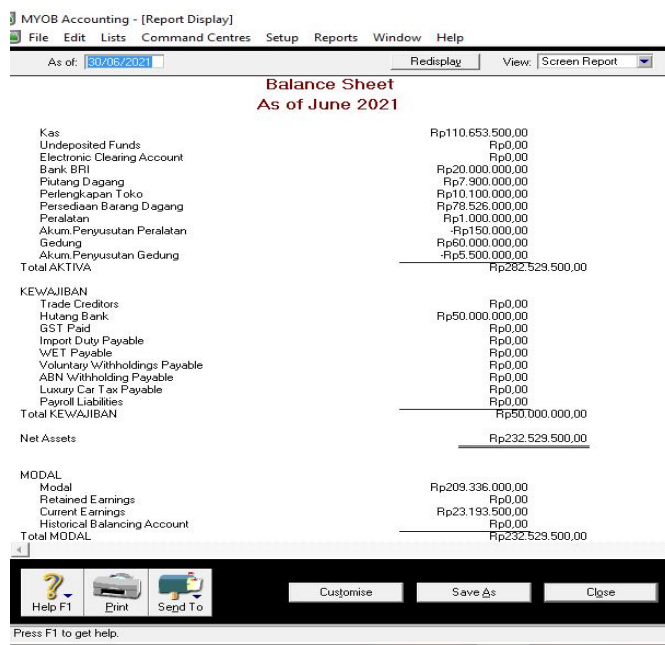 MYOB Accounting - [Report Display]
File Edit Lists Command Centres Setup Reports Window Help
As of: 30/06/2021 Redisplay View: Screen Report
Balance Sheet
As of June 2021
Kas Rp110.653.500,00
Undeposited Funds Rp0,00
Electronic Clearing Account Rp0,00
Bank BRI Rp20.000.000,00
Piutang Dagang Rp7.900.000,00
Perlengkapan Toko Rp10.100.000,00
Persediaan Barang Dagang Rp78.526.000,00
Peralatan Rp1.000.000,00
Akum.Penyusutan Peralatan -Rp150.000,00
Gedung Rp60.000.000,00
Akum.Penyusutan Gedung -Rp5.500.000,00
Total AKTIVA Rp282.529.500,00
KEWAJIBAN
Trade Creditors Rp0,00
Hutang Bank Rp50.000.000,00
GST Paid Rp0,00
Import Duty Payable Rp0,00
WET Payable Rp0,00
Voluntary Withholdings Payable Rp0,00
ABN Withholding Payable Rp0,00
Luxury Car Tax Payable Rp0,00
Payroll Liabilities Rp0,00
Total KEWAJIBAN Rp50.000.000,00
Net Assets Rp232.529.500,00
MODAL
Modal Rp209.336.000,00
Retained Earnings Rp0,00
Current Earnings Rp23.193.500,00
Historical Balancing Account Rp0,00
Total MODAL Rp232.529.500,00
Help F1 Print Send To Customise Save As Close
Press F1 to get help.